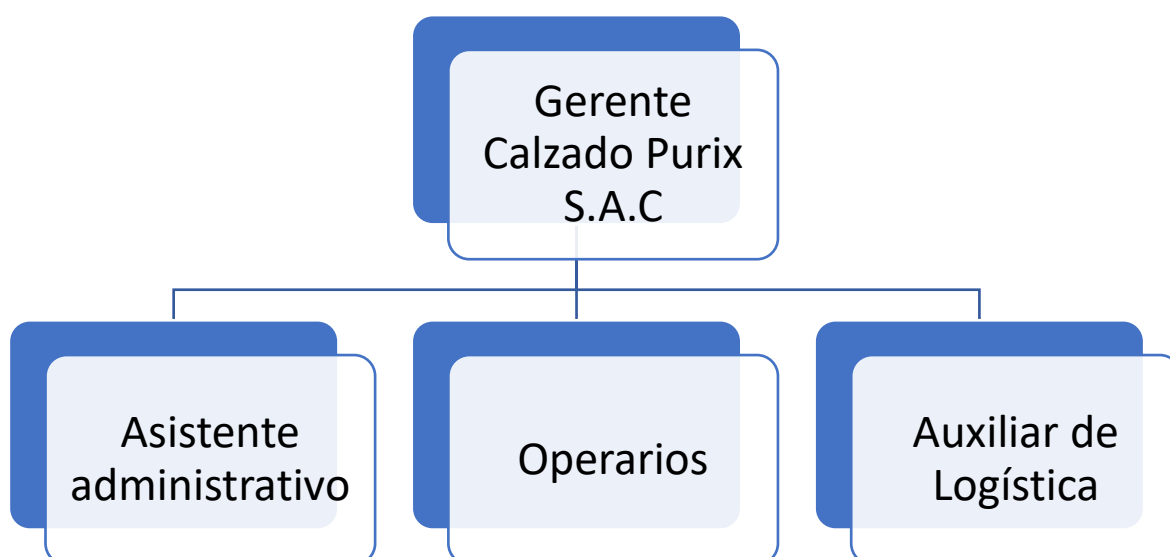 Gerente
Calzado Purix
S.A.C
Asistente
administrativo
Operarios
Auxiliar de
Logística